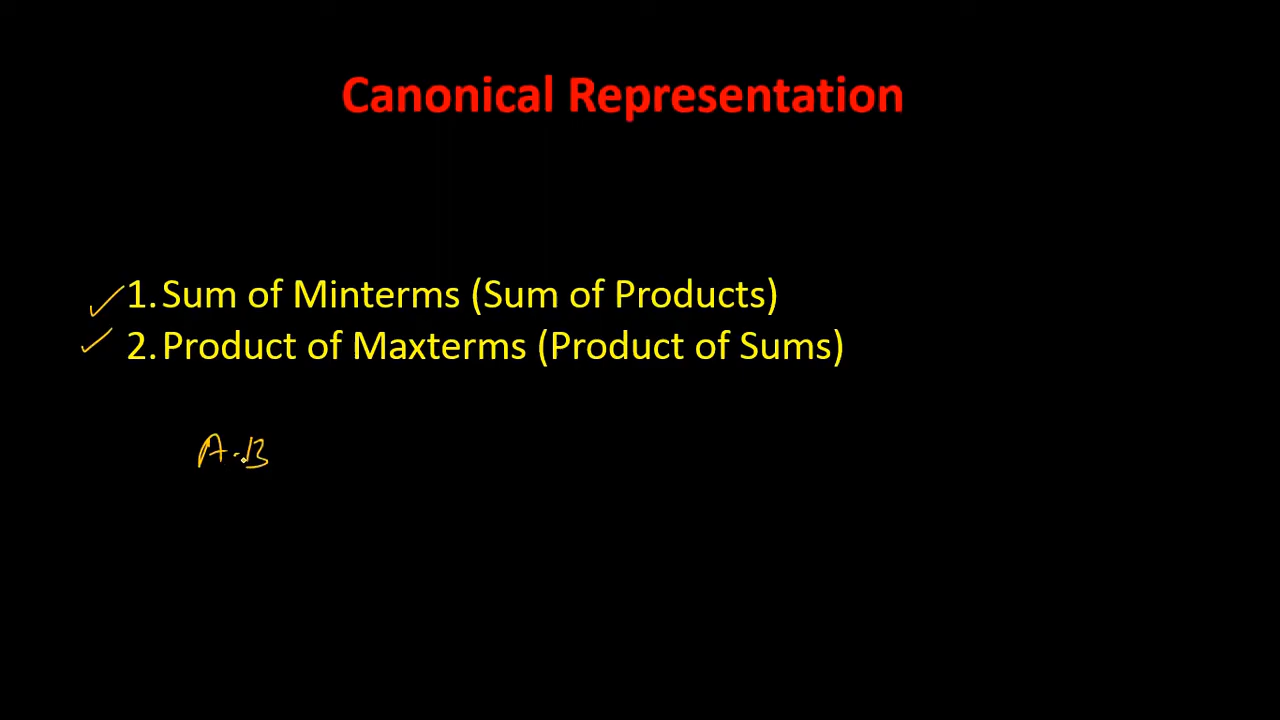 Canonical Representation
1. Sum of Minterms (Sum of Products)
2. Product of Maxterms (Product of Sums)
A.B